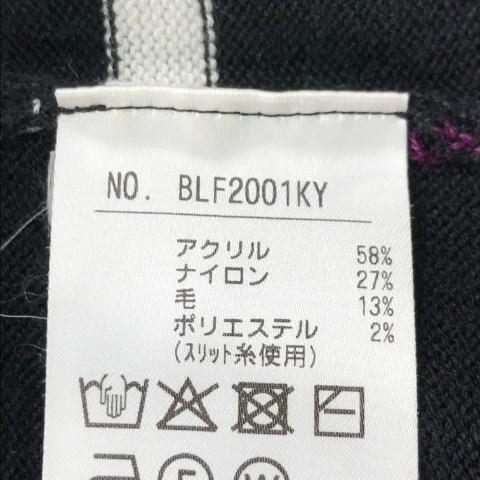 NO. BLF2001KY
アクリル 58%
ナイロン 27%
毛 13%
ポリエステル 2%
(スリット糸使用)
F W